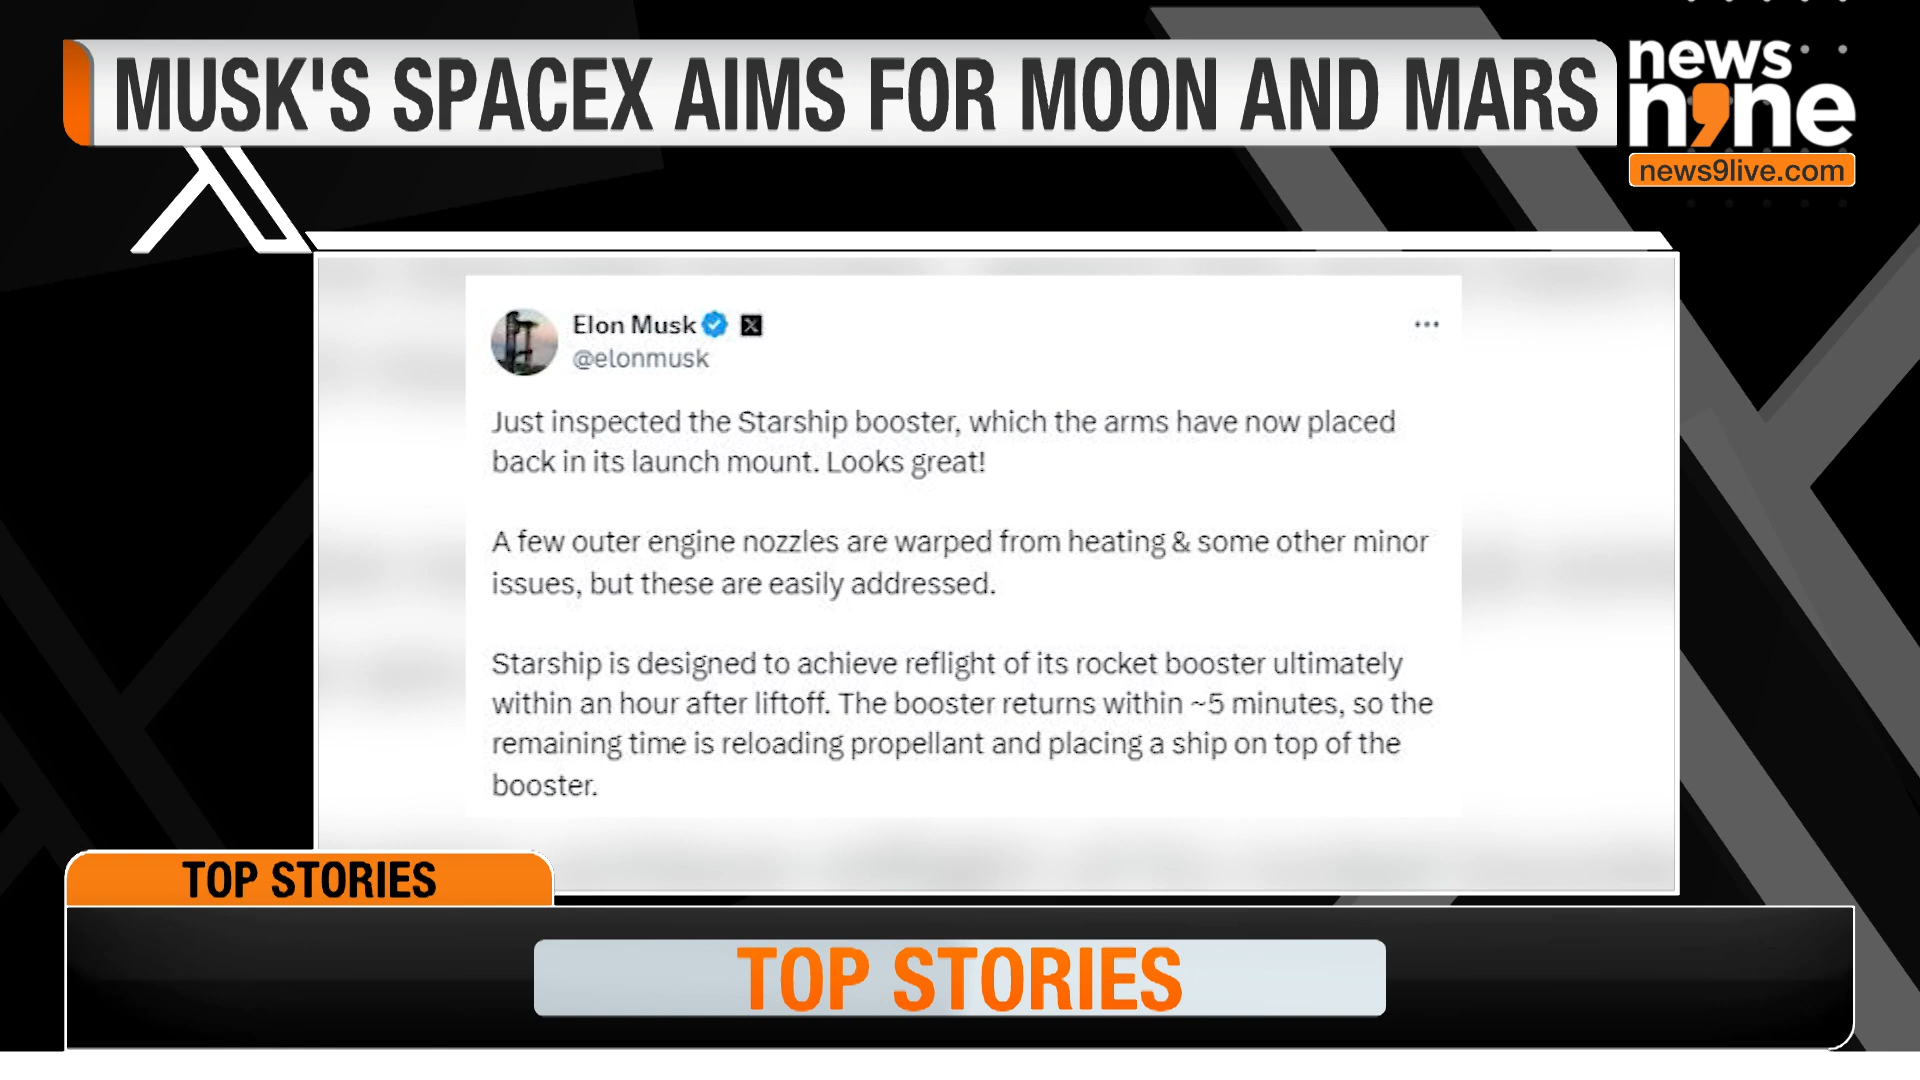 MUSK'S SPACEX AIMS FOR MOON AND MARS
news
nine
news9live.com
Elon Musk
@elonmusk
Just inspected the Starship booster, which the arms have now placed
back in its launch mount. Looks great!
A few outer engine nozzles are warped from heating & some other minor
issues, but these are easily addressed.
Starship is designed to achieve reflight of its rocket booster ultimately
within an hour after liftoff. The booster returns within ~5 minutes, so the
remaining time is reloading propellant and placing a ship on top of the
booster.
TOP STORIES
TOP STORIES